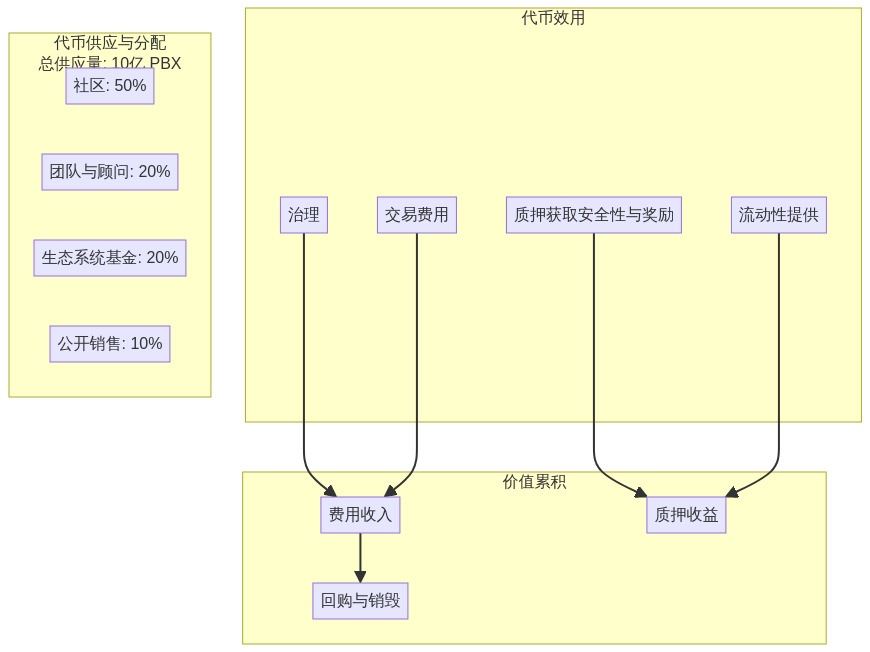 代币供应与分配
总供应量: 10亿 PBX
社区: 50%
团队与顾问: 20%
生态系统基金: 20%
公开销售: 10%
代币效用
治理
交易费用
质押获取安全性与奖励
流动性提供
价值累积
费用收入
质押收益
回购与销毁